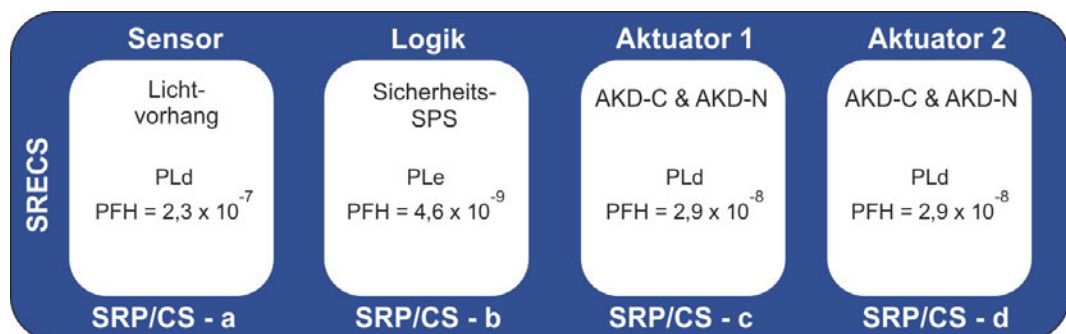 SRECS
Sensor
Licht-
vorhang
PLd
PFH = 2,3 x 10^-7
SRP/CS - a
Logik
Sicherheits-
SPS
PLe
PFH = 4,6 x 10^-9
SRP/CS - b
Aktuator 1
AKD-C & AKD-N
PLd
PFH = 2,9 x 10^-8
SRP/CS - c
Aktuator 2
AKD-C & AKD-N
PLd
PFH = 2,9 x 10^-8
SRP/CS - d